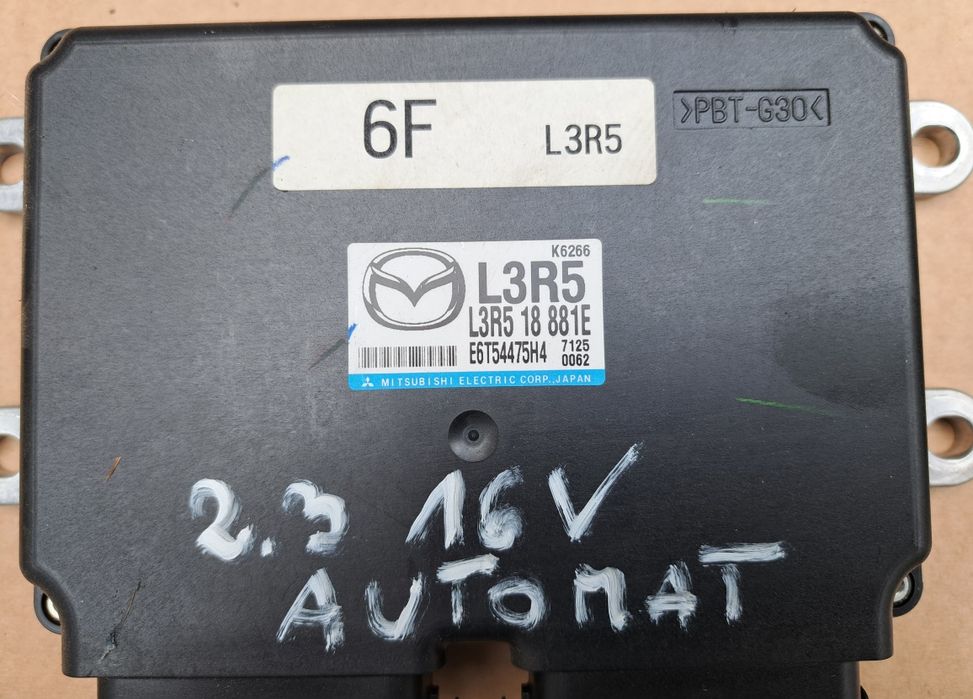 6F L3R5
>PBT-G30<
K6266
L3R5
L3R5 18 881E
E6T54475H4 7125
0062
MITSUBISHI ELECTRIC CORP.,JAPAN
2.3 16V
AUTOMAT